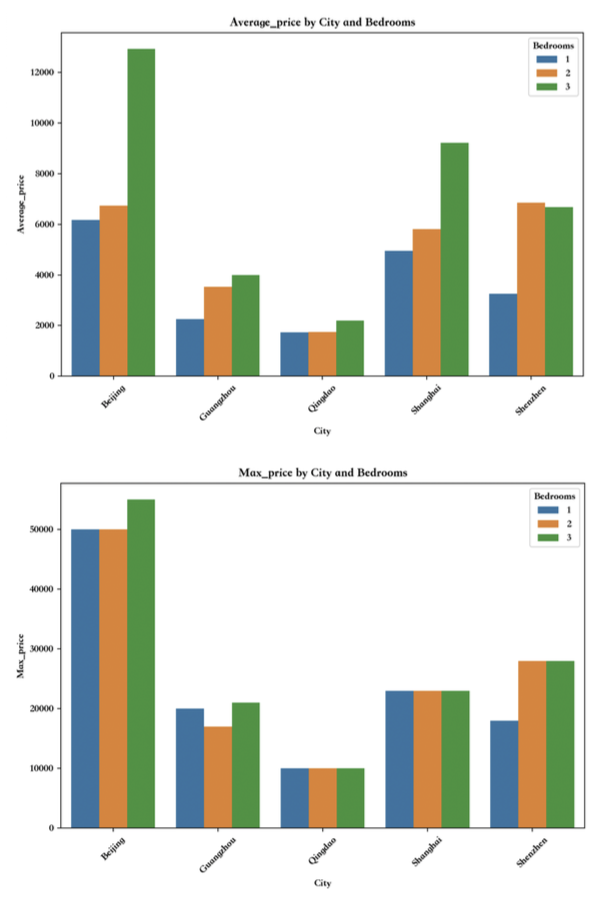 Average_price by City and Bedrooms
Bedrooms
1
2
3
12000
10000
8000
6000
4000
2000
0
Average_price
Beijing
Guangzhou
Qingdao
Shanghai
Shenzhen
City
Max_price by City and Bedrooms
Bedrooms
1
2
3
50000
40000
30000
20000
10000
0
Max_price
Beijing
Guangzhou
Qingdao
Shanghai
Shenzhen
City